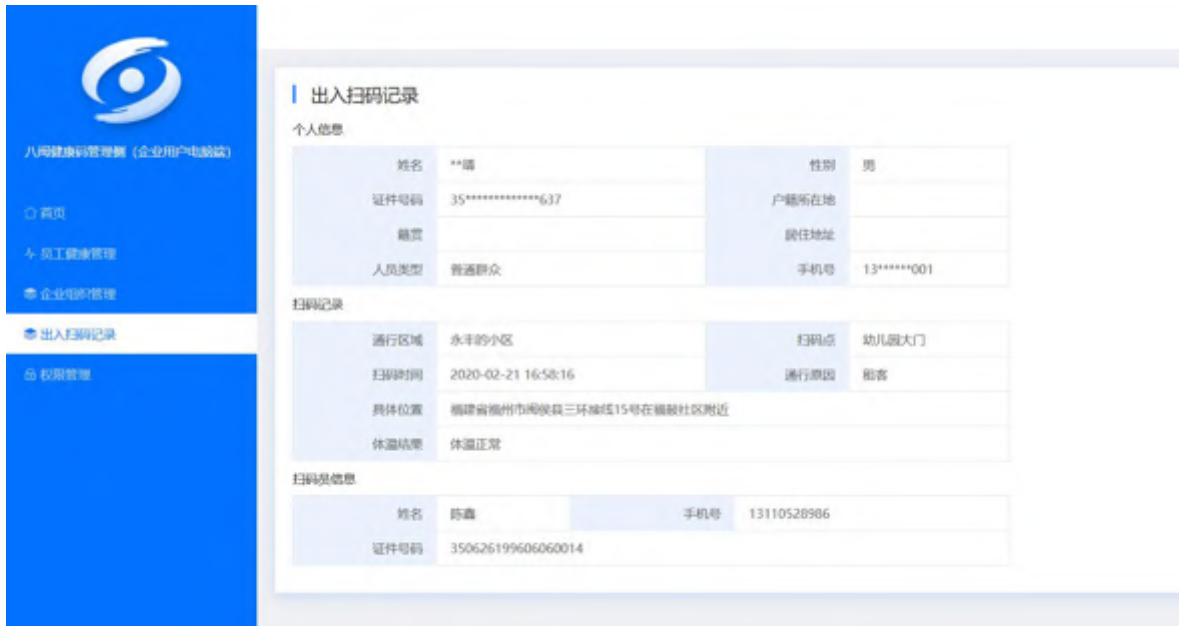 出入扫码记录
个人信息
八闽健康码管理侧（企业用户电脑端）
姓名 **晴 性别 男
证件号码 35*************637 户籍所在地
首页
籍贯 居住地址
员工健康管理
人员类型 普通群众 手机号 13******001
企业组织管理
扫码记录
出入扫码记录
通行区域 永丰的小区 扫码点 幼儿园大门
权限管理
扫码时间 2020-02-21 16:58:16 通行原因 租客
具体位置 福建省福州市闽侯县三环辅线15号在福社区附近
体温结果 体温正常
扫码员信息
姓名 陈鑫 手机号 13110528986
证件号码 350626199606060014